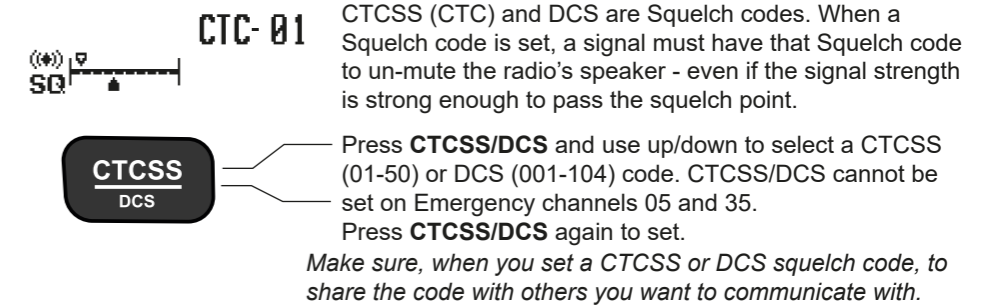 CTC- 01
SQ
CTCSS (CTC) and DCS are Squelch codes. When a
Squelch code is set, a signal must have that Squelch code
to un-mute the radio's speaker - even if the signal strength
is strong enough to pass the squelch point.
CTCSS
DCS
Press CTCSS/DCS and use up/down to select a CTCSS
(01-50) or DCS (001-104) code. CTCSS/DCS cannot be
set on Emergency channels 05 and 35.
Press CTCSS/DCS again to set.
Make sure, when you set a CTCSS or DCS squelch code, to
share the code with others you want to communicate with.